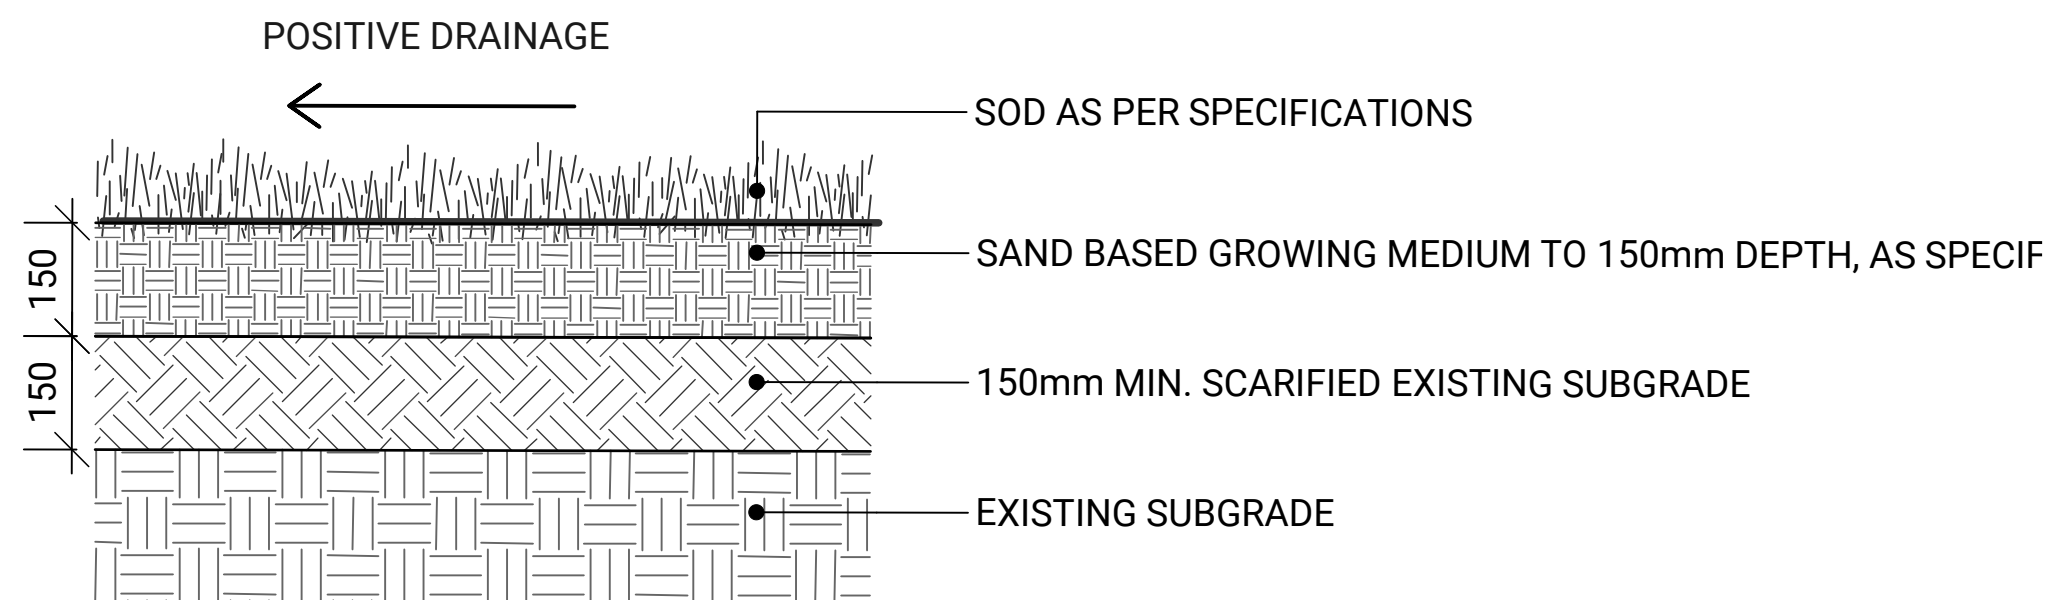 POSITIVE DRAINAGE
SOD AS PER SPECIFICATIONS
SAND BASED GROWING MEDIUM TO 150mm DEPTH, AS SPECIF
150
150mm MIN. SCARIFIED EXISTING SUBGRADE
150
EXISTING SUBGRADE